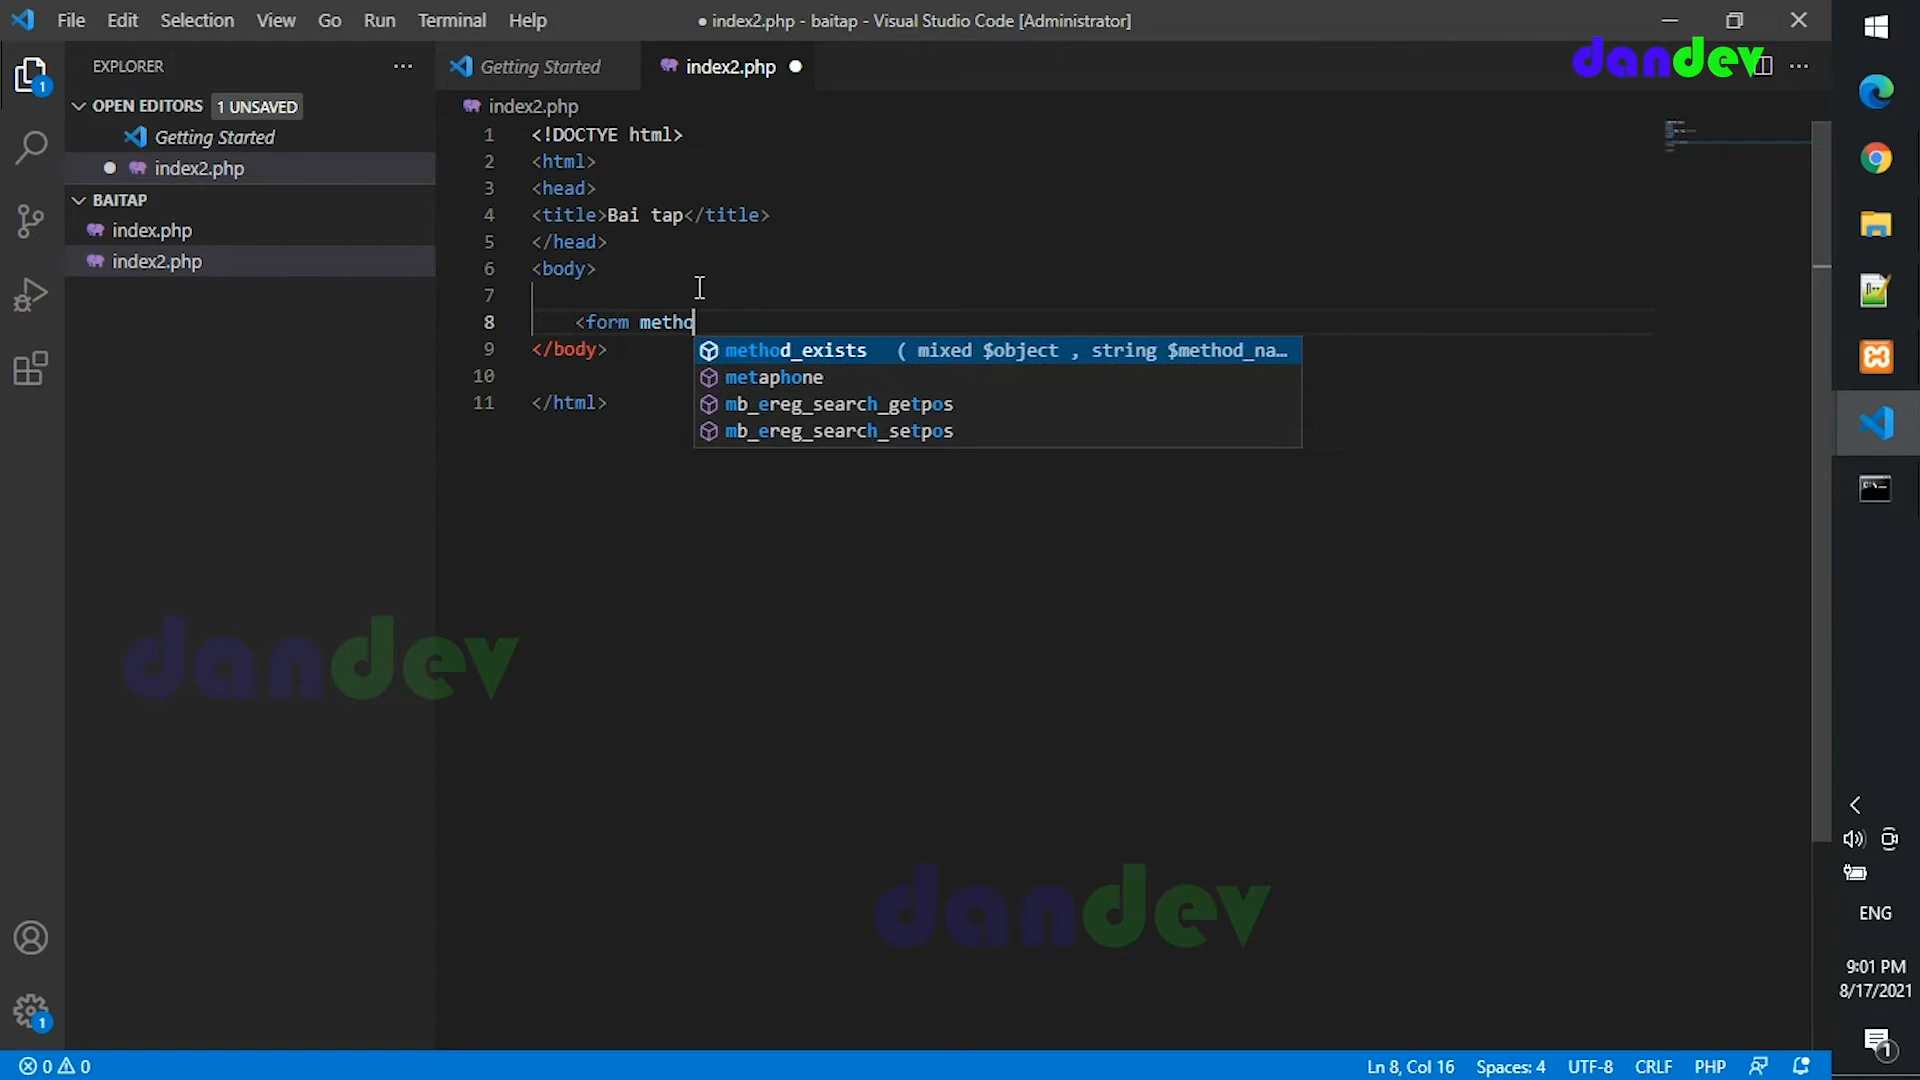 File Edit Selection View Go Run Terminal Help
● index2.php - baitap - Visual Studio Code [Administrator]
dandev
EXPLORER
OPEN EDITORS 1 UNSAVED
Getting Started
index2.php
BAITAP
index.php
index2.php
Getting Started
index2.php
index2.php
1 <!DOCTYE html>
2 <html>
3 <head>
4 <title>Bai tap</title>
5 </head>
6 <body>
7
8 <form metho
9 </body>
10
11 </html>
method_exists ( mixed $object , string $method_na…
metaphone
mb_ereg_search_getpos
mb_ereg_search_setpos
dandev
dandev
1
1
0 0
Ln 8, Col 16 Spaces: 4 UTF-8 CRLF PHP
ENG
9:01 PM
8/17/2021
1